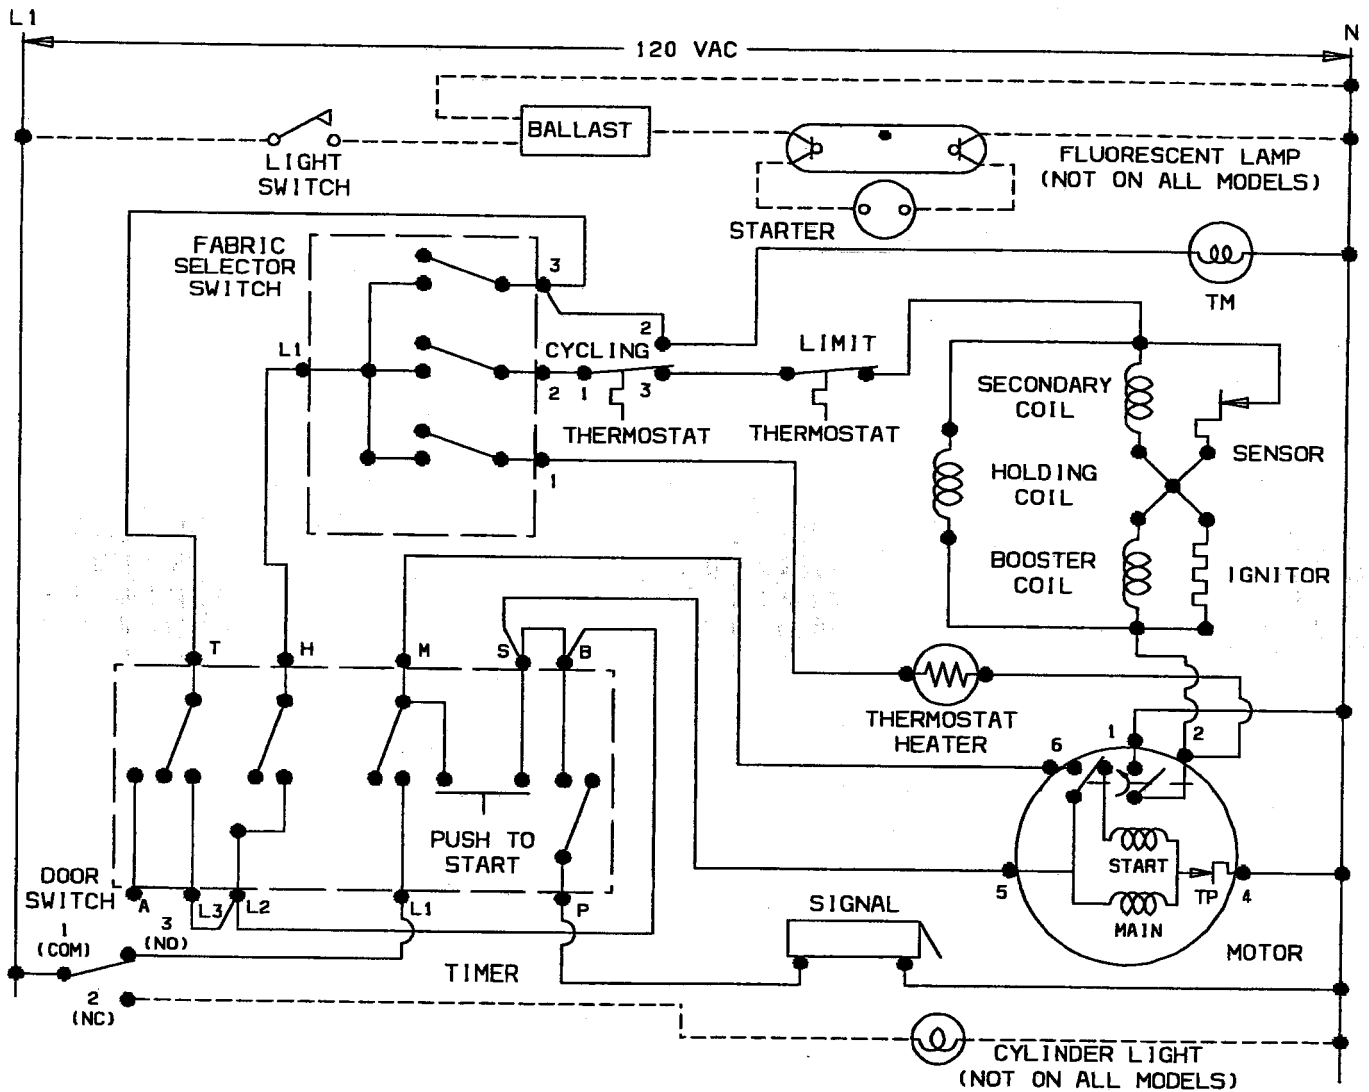 L1
N
120 VAC
BALLAST
LIGHT
SWITCH
FLUORESCENT LAMP
(NOT ON ALL MODELS)
STARTER
FABRIC
SELECTOR
SWITCH
3
TM
2
L1
CYCLING
LIMIT
2
1
3
THERMOSTAT
THERMOSTAT
SECONDARY
COIL
SENSOR
1
HOLDING
COIL
BOOSTER
COIL
IGNITOR
T
H
M
S
B
THERMOSTAT
HEATER
6
1
2
PUSH TO
START
START
MAIN
TP
5
4
MOTOR
DOOR
SWITCH
A
L3
L2
L1
P
1
(COM)
3
(NO)
2
(NC)
TIMER
SIGNAL
CYLINDER LIGHT
(NOT ON ALL MODELS)